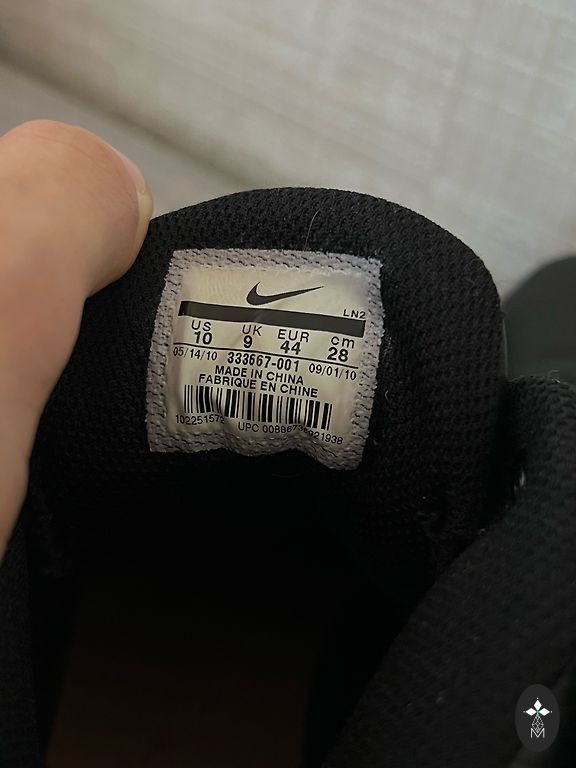 LN2
US UK EUR cm
10 9 44 28
05/14/10 333667-001 09/01/10
MADE IN CHINA
FABRIQUE EN CHINE
UPC
M